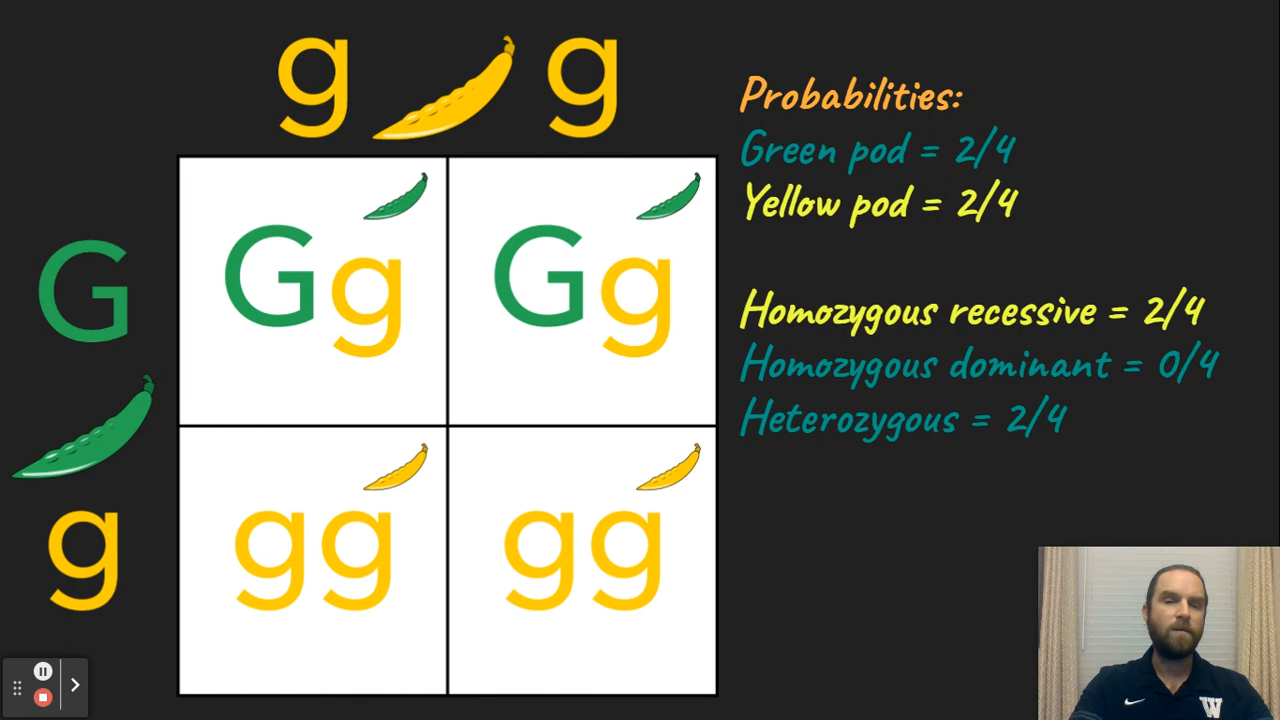 g g
Probabilities:
Green pod = 2/4
Yellow pod = 2/4
G
Gg
Gg
Homozygous recessive = 2/4
Homozygous dominant = 0/4
Heterozygous = 2/4
g
gg
gg
W